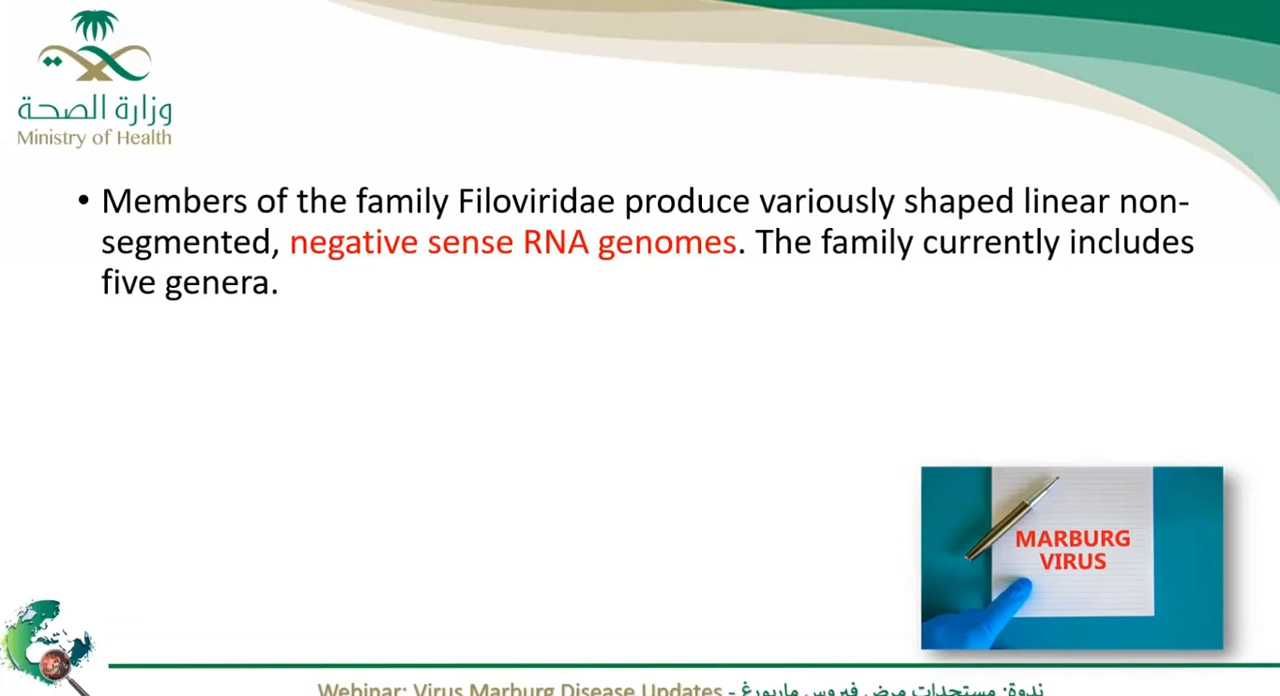 وزارة الصحة
Ministry of Health
• Members of the family Filoviridae produce variously shaped linear non-
segmented, negative sense RNA genomes. The family currently includes
five genera.
MARBURG
VIRUS
Webinar: Virus Marburg Disease Updates - ندوة: مستجدات مرض فيروس ماربورغ